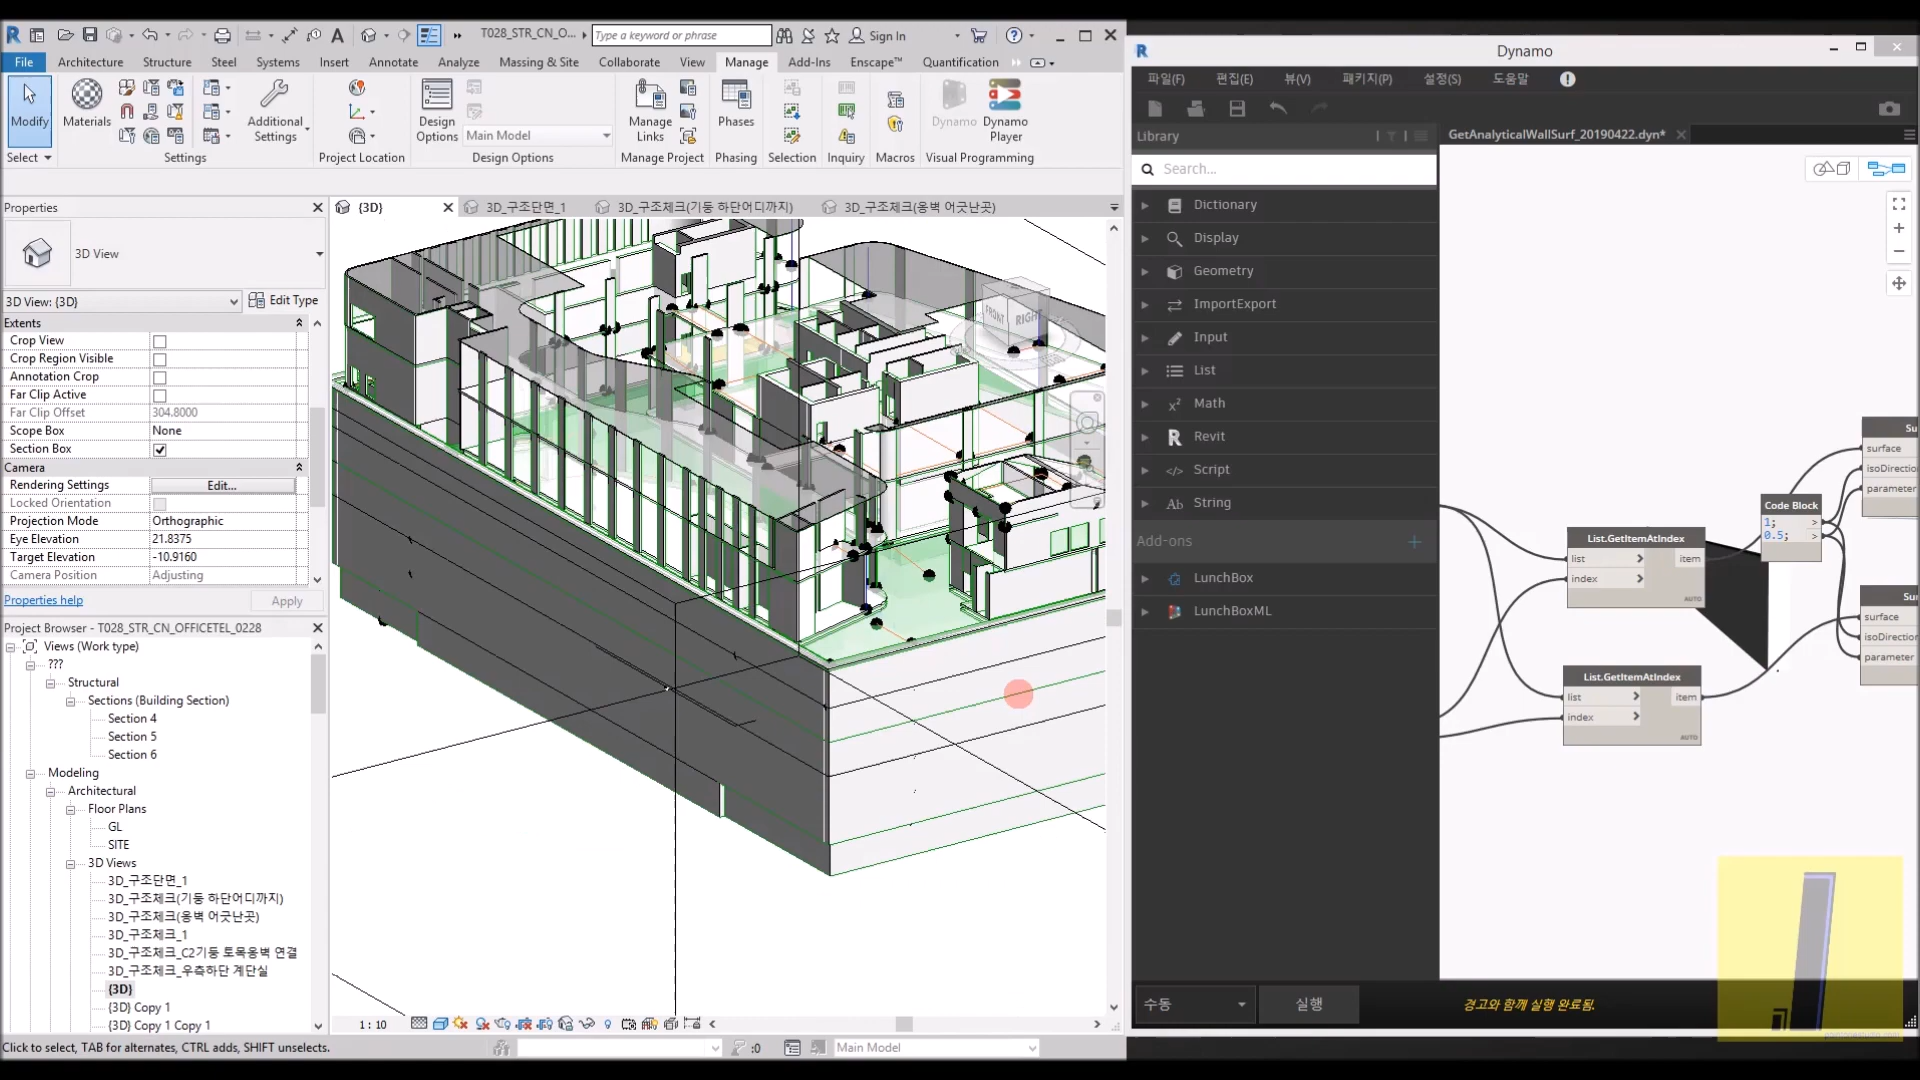 T028_STR_CN_O...
Type a keyword or phrase
Sign In
File
Architecture
Structure
Steel
Systems
Insert
Annotate
Analyze
Massing & Site
Collaborate
View
Manage
Add-Ins
Enscape™
Quantification
Modify
Materials
Additional
Settings
Design
Options
Main Model
Manage
Links
Phases
Dynamo
Dynamo
Player
Select
Settings
Project Location
Design Options
Manage Project
Phasing
Selection
Inquiry
Macros
Visual Programming
Properties
3D View
3D View: {3D}
Edit Type
Extents
Crop View
Crop Region Visible
Annotation Crop
Far Clip Active
Far Clip Offset 304.8000
Scope Box None
Section Box
Camera
Rendering Settings Edit...
Locked Orientation
Projection Mode Orthographic
Eye Elevation 21.8375
Target Elevation -10.9160
Camera Position Adjusting
Properties help
Apply
Project Browser - T028_STR_CN_OFFICETEL_0228
Views (Work type)
???
Structural
Sections (Building Section)
Section 4
Section 5
Section 6
Modeling
Architectural
Floor Plans
GL
SITE
3D Views
3D_구조단면_1
3D_구조체크(기둥 하단어디까지)
3D_구조체크(옹벽 어긋난곳)
3D_구조체크_1
3D_구조체크_C2기둥 토목옹벽 연결
3D_구조체크_우측하단 계단실
{3D}
{3D} Copy 1
{3D} Copy 1 Copy 1
{3D}
3D_구조단면_1
3D_구조체크(기둥 하단어디까지)
3D_구조체크(옹벽 어긋난곳)
FRONT
RIGHT
1 : 10
Click to select, TAB for alternates, CTRL adds, SHIFT unselects.
:0
Main Model
Dynamo
파일(F)
편집(E)
뷰(V)
패키지(P)
설정(S)
도움말
Library
GetAnalyticalWallSurf_20190422.dyn*
Search...
Dictionary
Display
Geometry
ImportExport
Input
List
Math
Revit
Script
String
Add-ons
LunchBox
LunchBoxML
List.GetItemAtIndex
list
item
index
AUTO
List.GetItemAtIndex
list
item
index
AUTO
Code Block
1; >
0.5; >
Su
surface
isoDirection
parameter
Su
surface
isoDirection
parameter
수동
실행
경고와 함께 실행 완료됨.